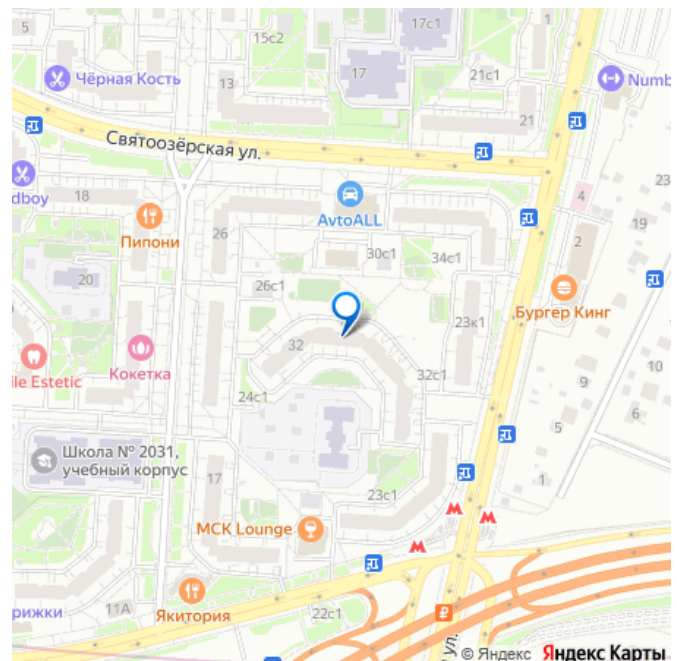 5
15с2
17с1
17
21с1
Чёрная Кость
13
Numb
21
Святоозёрская ул.
4
23
dboy
18
AvtoALL
19
2
Пипони
26
30с1
34с1
20
26с1
Бургер Кинг
23к1
32
10
ile Estetic
Кокетка
32с1
9
24с1
6
5
Школа № 2031,
учебный корпус
17
1
23с1
МСК Lounge
рижки
11А
Якитория
22с1
о ул.
© Яндекс Яндекс Карты